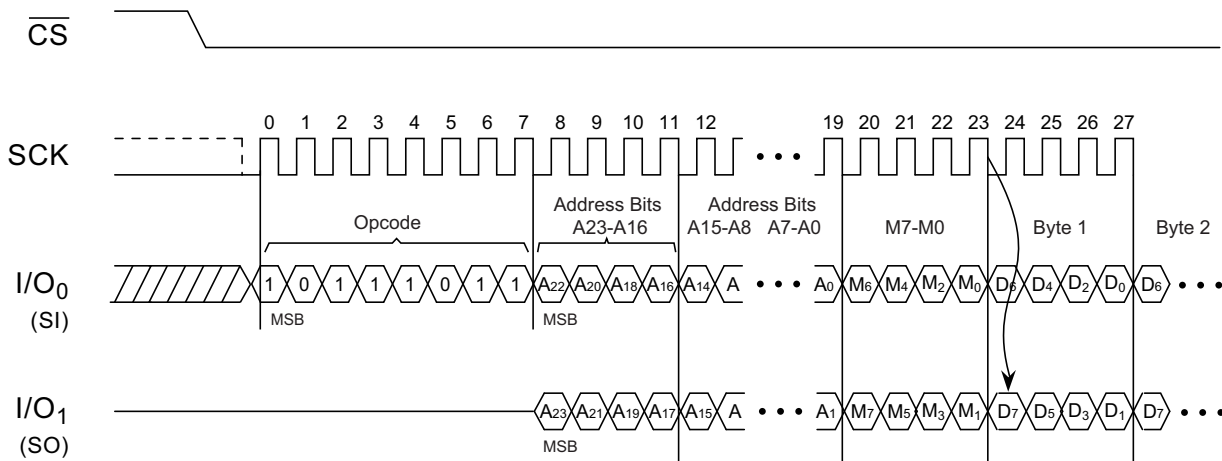 CS
0 1 2 3 4 5 6 7 8 9 10 11 12 19 20 21 22 23 24 25 26 27
SCK
Opcode
Address Bits
A23-A16
Address Bits
A15-A8 A7-A0
M7-M0
Byte 1
Byte 2
I/O0
(SI)
1 0 1 1 1 0 1 1 A22 A20 A18 A16 A14 A A0 M6 M4 M2 M0 D6 D4 D2 D0 D6
MSB
MSB
I/O1
(SO)
A23 A21 A19 A17 A15 A A1 M7 M5 M3 M1 D7 D5 D3 D1 D7
MSB